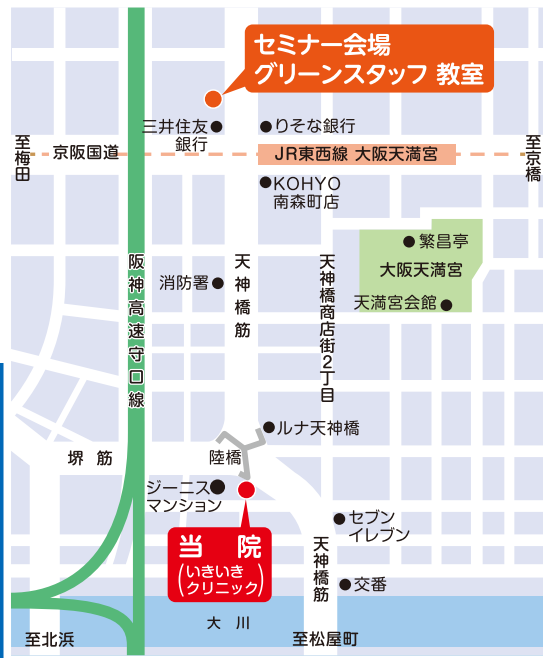 セミナー会場
グリーンスタッフ 教室
三井住友
銀行
りそな銀行
至梅田
京阪国道
JR東西線 大阪天満宮
至京橋
KOHYO
南森町店
繁昌亭
大阪天満宮
天満宮会館
阪神高速守口線
消防署
天神橋筋
天神橋商店街2丁目
ルナ天神橋
堺筋
陸橋
ジーニス
マンション
当院
(いきいき
クリニック)
セブン
イレブン
天神橋筋
交番
大川
至北浜
至松屋町